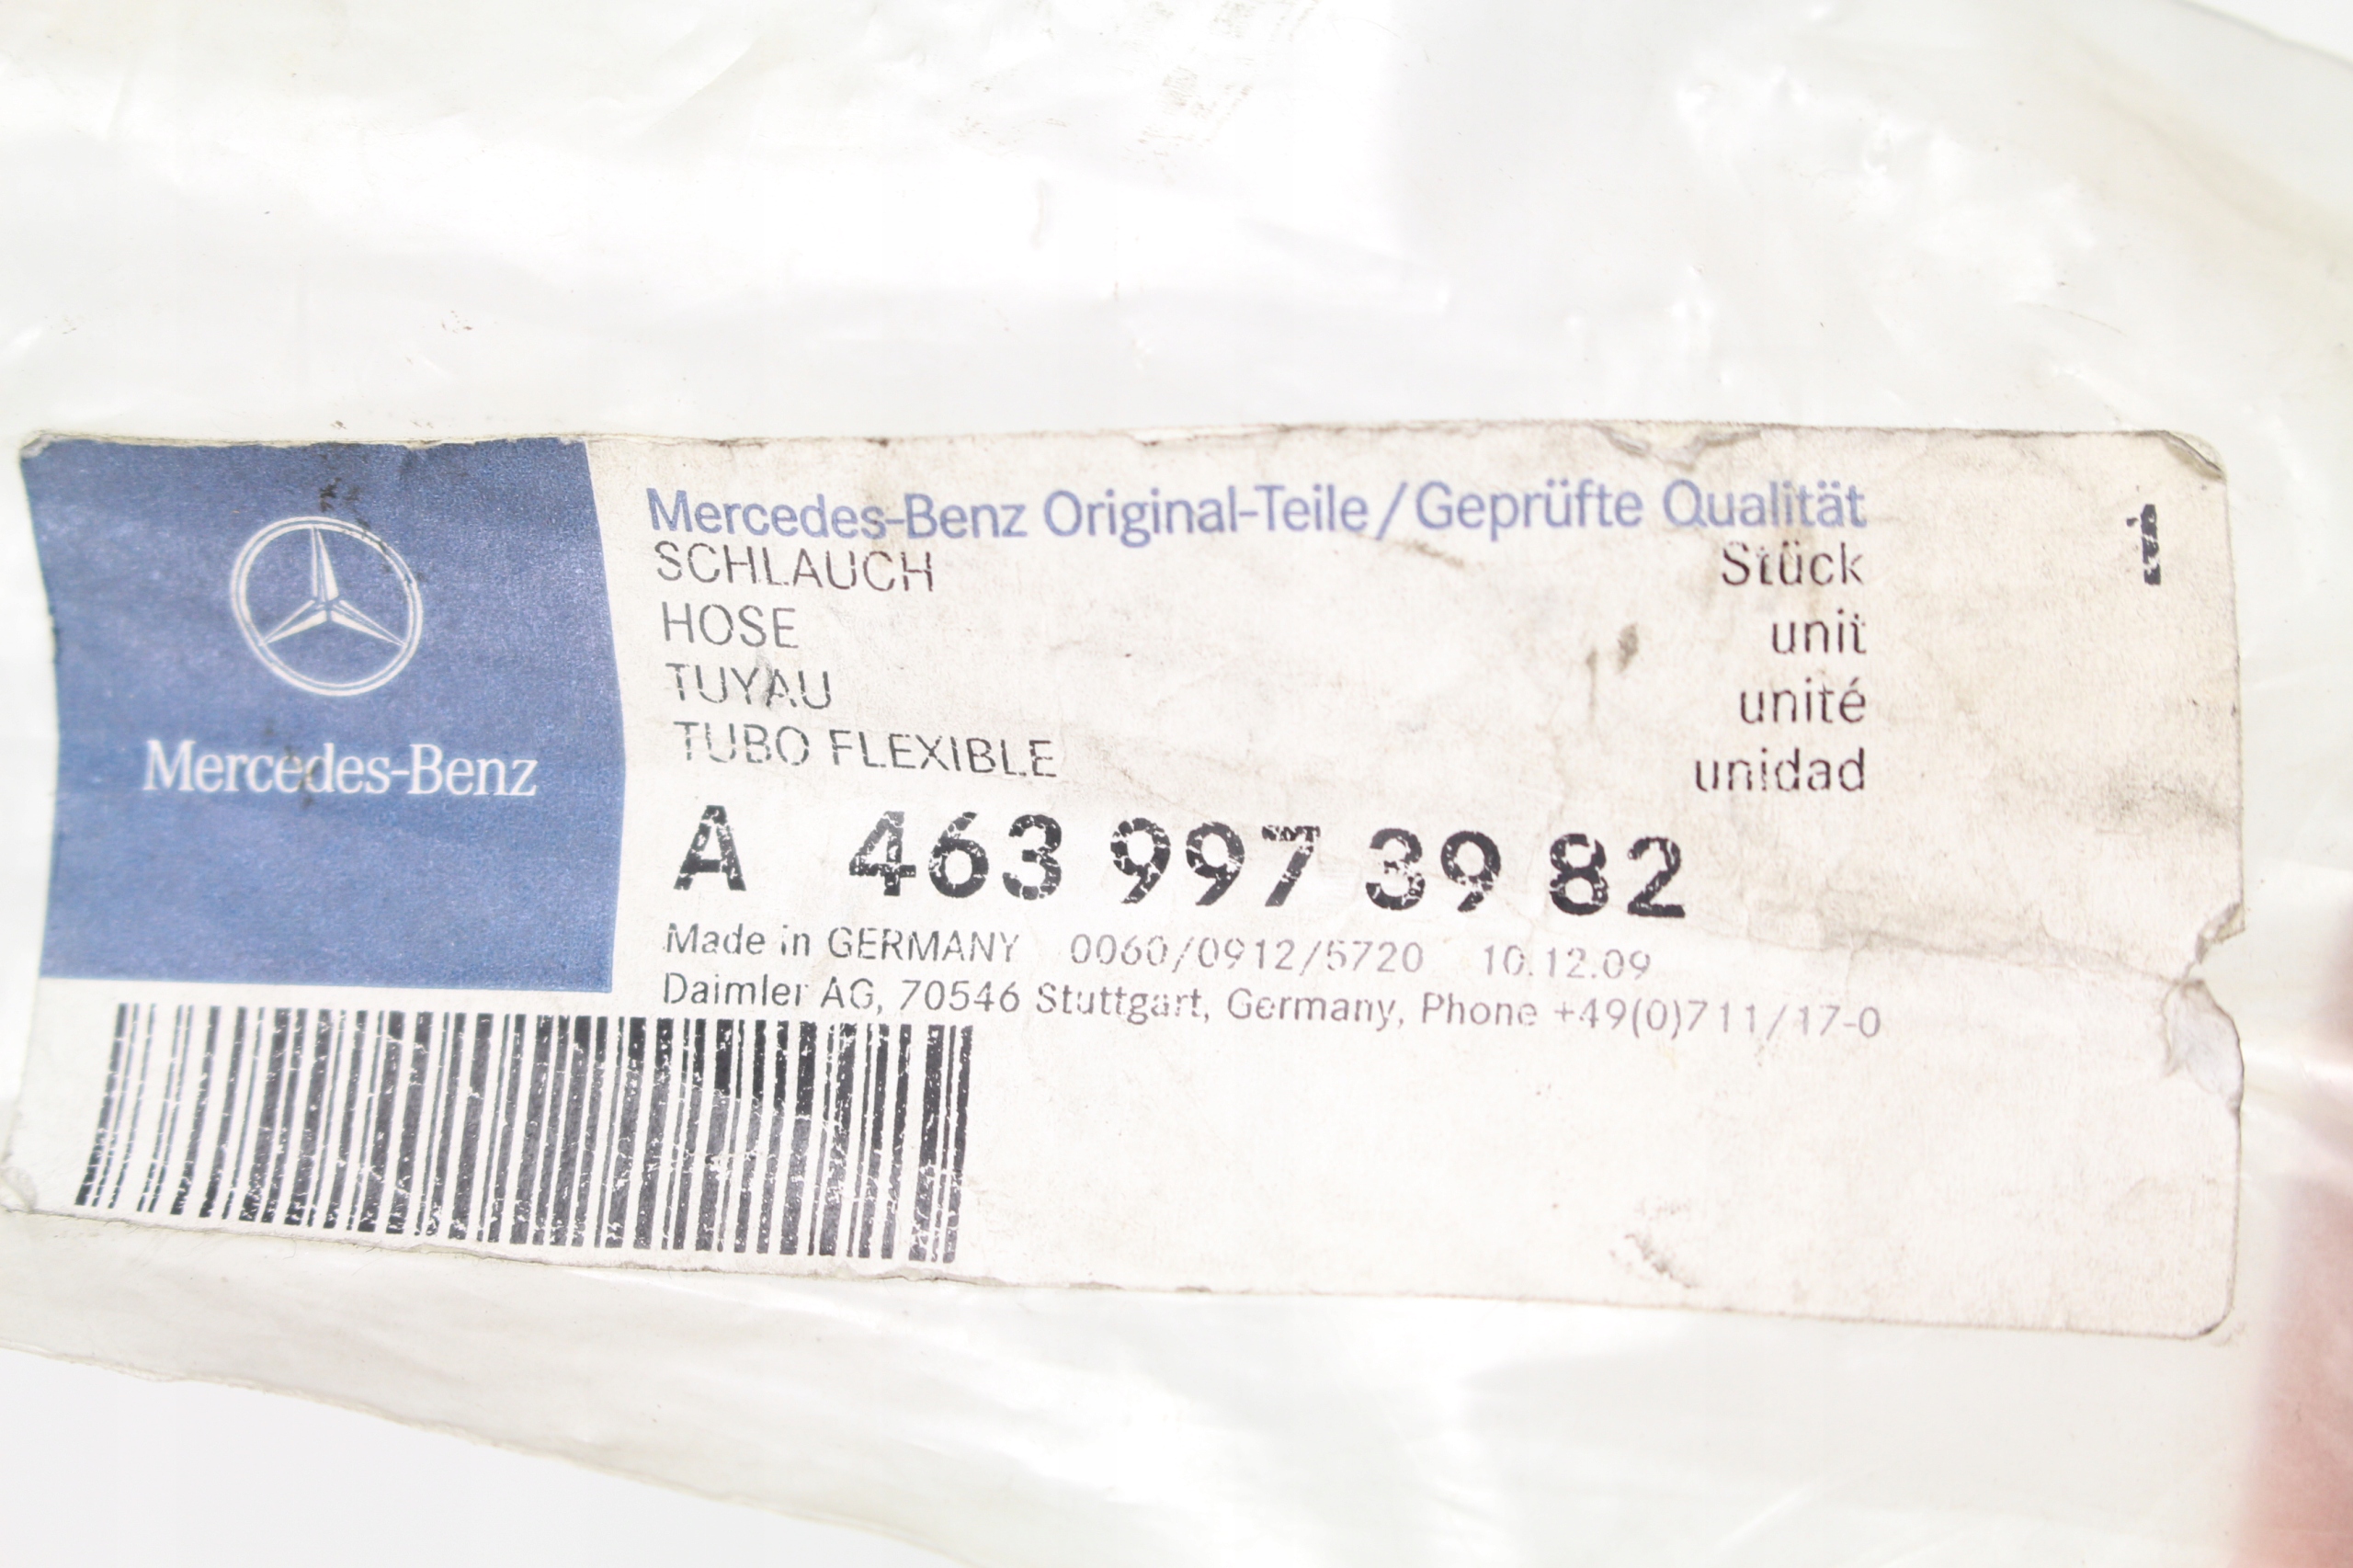 Mercedes-Benz
Mercedes-Benz Original-Teile/Geprüfte Qualität
SCHLAUCH Stück 1
HOSE unit
TUYAU unité
TUBO FLEXIBLE unidad
A 463 997 39 82
Made in GERMANY 0060/0912/5720 10.12.09
Daimler AG, 70546 Stuttgart, Germany, Phone +49(0)711/17-0